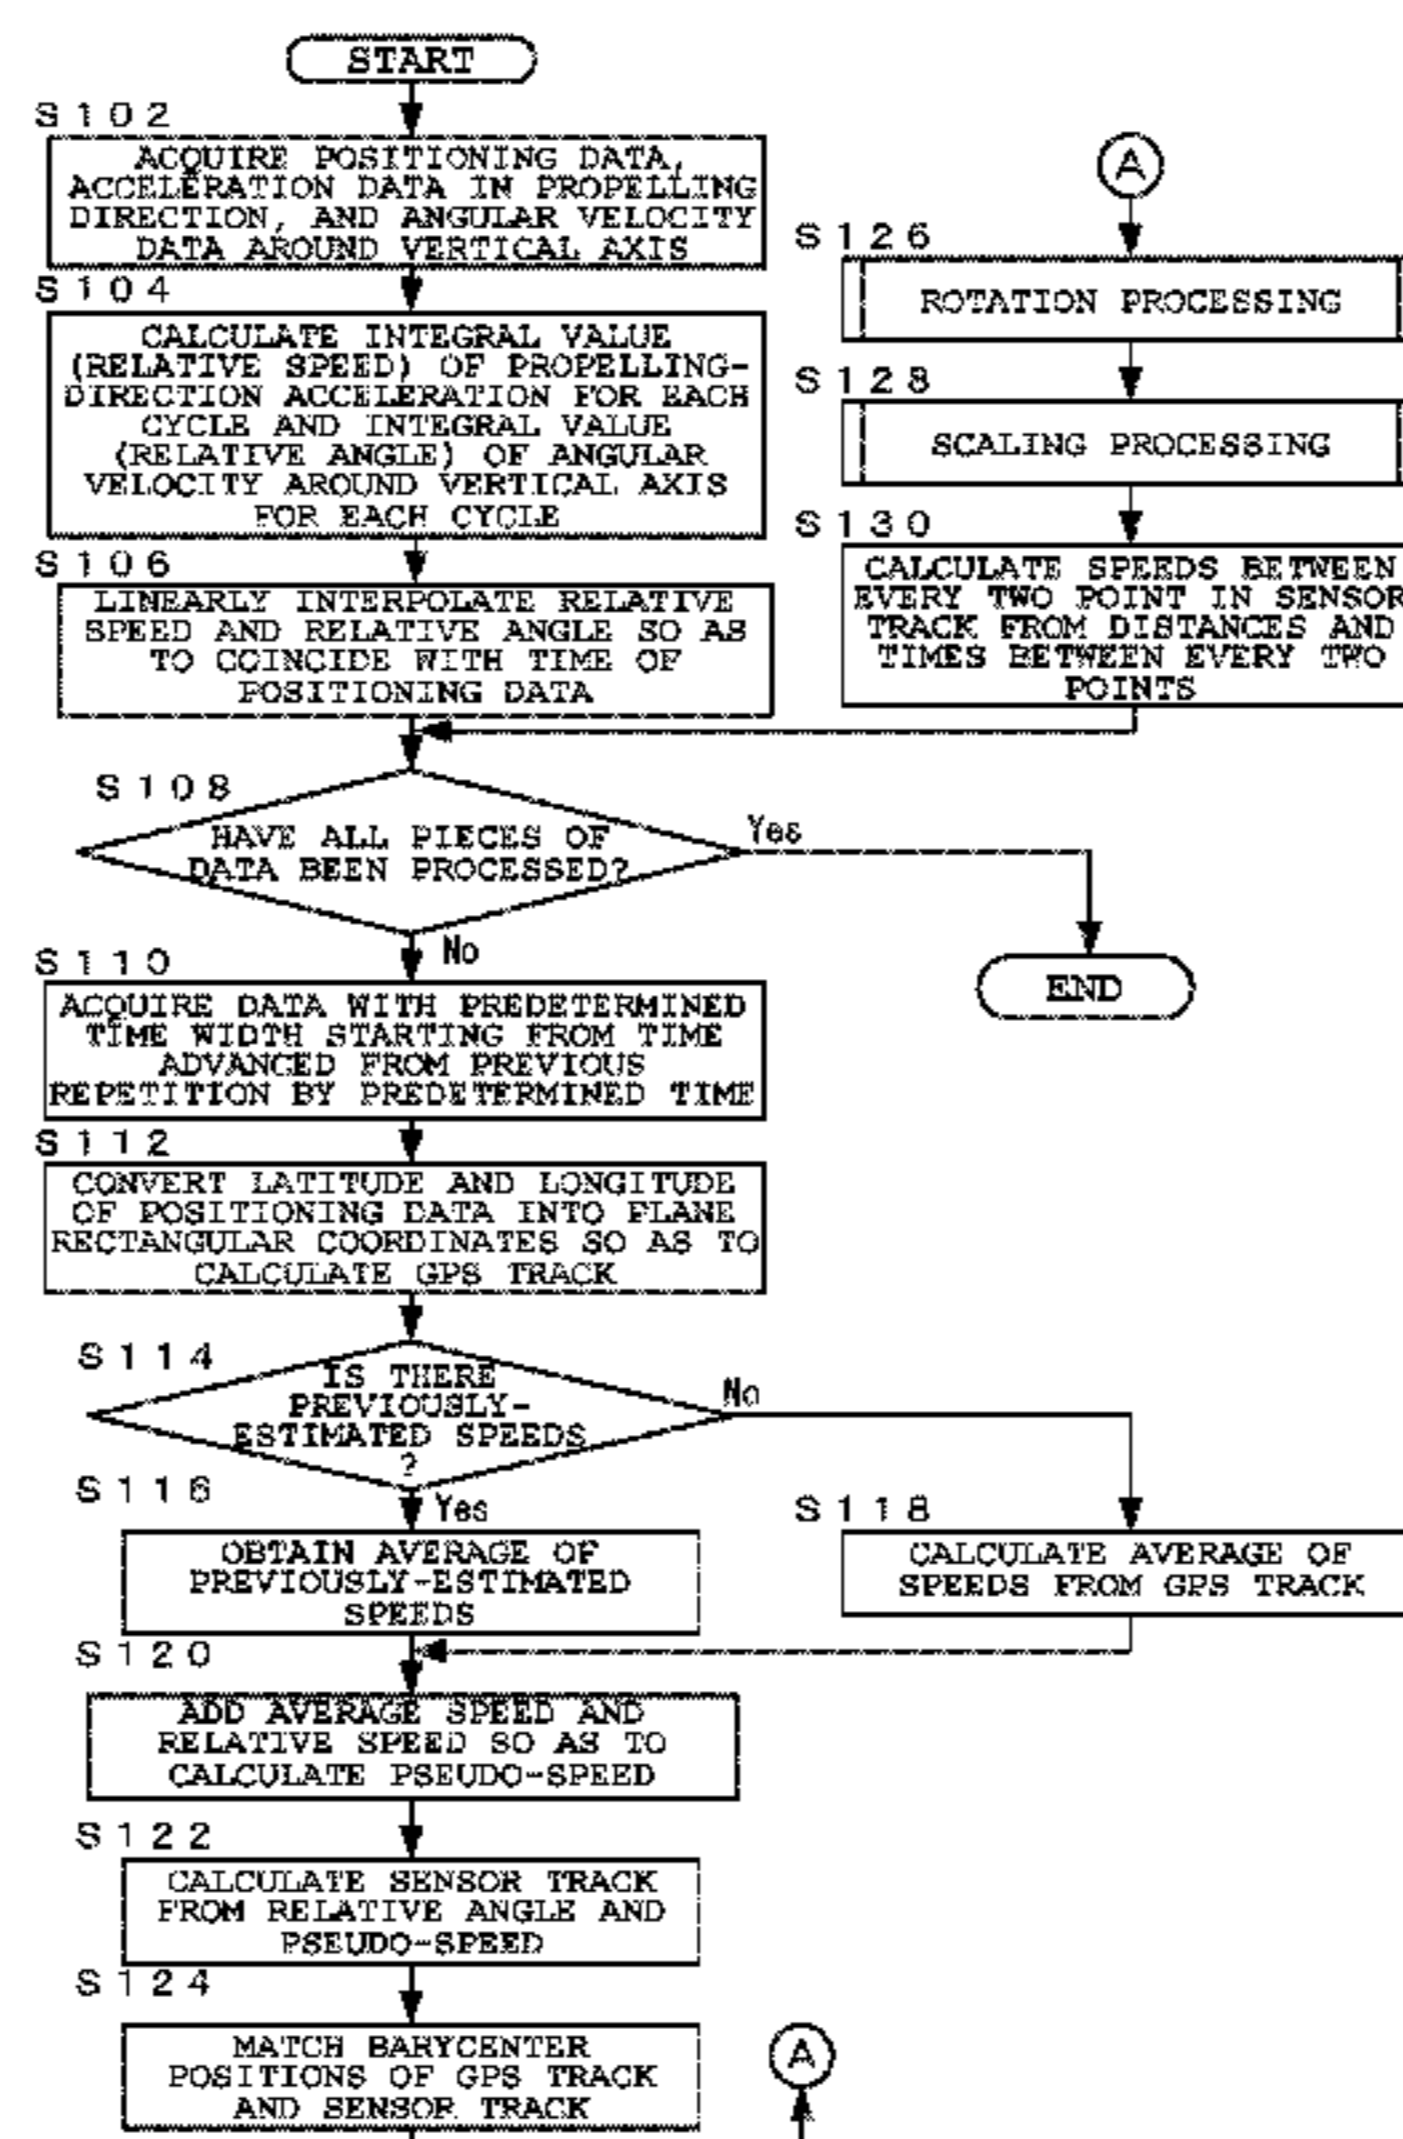 START
S102
ACQUIRE POSITIONING DATA,
ACCELERATION DATA IN PROPELLING
DIRECTION, AND ANGULAR VELOCITY
DATA AROUND VERTICAL AXIS
S104
CALCULATE INTEGRAL VALUE
(RELATIVE SPEED) OF PROPELLING-
DIRECTION ACCELERATION FOR EACH
CYCLE AND INTEGRAL VALUE
(RELATIVE ANGLE) OF ANGULAR
VELOCITY AROUND VERTICAL AXIS
FOR EACH CYCLE
S106
LINEARLY INTERPOLATE RELATIVE
SPEED AND RELATIVE ANGLE SO AS
TO COINCIDE WITH TIME OF
POSITIONING DATA
S108
HAVE ALL PIECES OF
DATA BEEN PROCESSED?
Yes
No
END
S110
ACQUIRE DATA WITH PREDETERMINED
TIME WIDTH STARTING FROM TIME
ADVANCED FROM PREVIOUS
REPETITION BY PREDETERMINED TIME
S112
CONVERT LATITUDE AND LONGITUDE
OF POSITIONING DATA INTO PLANE
RECTANGULAR COORDINATES SO AS TO
CALCULATE GPS TRACK
S114
IS THERE
PREVIOUSLY-
ESTIMATED SPEEDS
?
No
Yes
S116
OBTAIN AVERAGE OF
PREVIOUSLY-ESTIMATED
SPEEDS
S118
CALCULATE AVERAGE OF
SPEEDS FROM GPS TRACK
S120
ADD AVERAGE SPEED AND
RELATIVE SPEED SO AS TO
CALCULATE PSEUDO-SPEED
S122
CALCULATE SENSOR TRACK
FROM RELATIVE ANGLE AND
PSEUDO-SPEED
S124
MATCH BARYCENTER
POSITIONS OF GPS TRACK
AND SENSOR TRACK
A
A
S126
ROTATION PROCESSING
S128
SCALING PROCESSING
S130
CALCULATE SPEEDS BETWEEN
EVERY TWO POINT IN SENSOR
TRACK FROM DISTANCES AND
TIMES BETWEEN EVERY TWO
POINTS